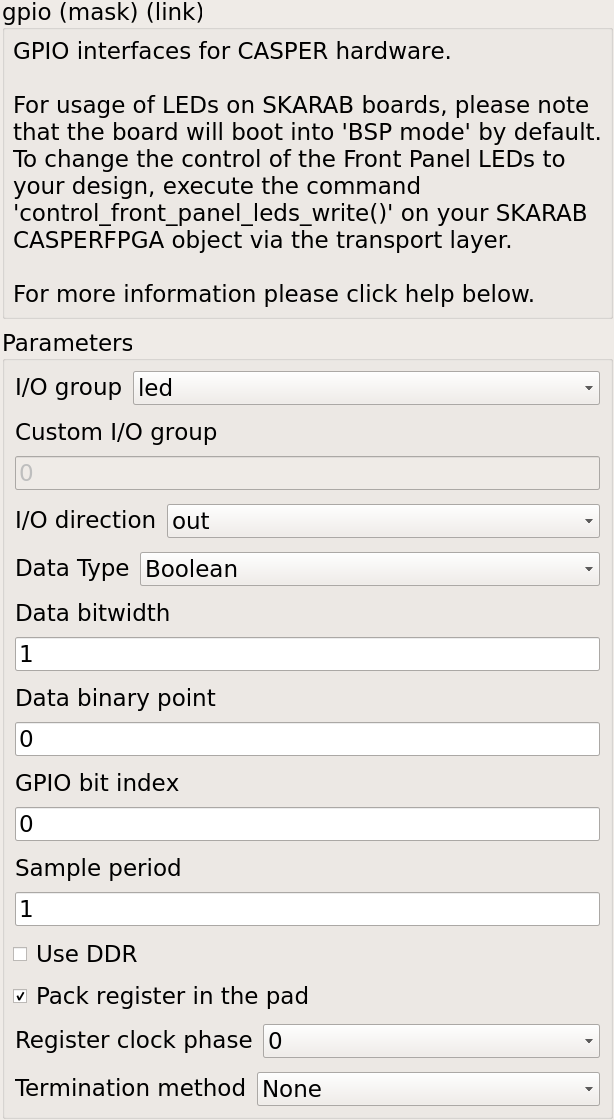 gpio (mask) (link)
GPIO interfaces for CASPER hardware.
For usage of LEDs on SKARAB boards, please note
that the board will boot into 'BSP mode' by default.
To change the control of the Front Panel LEDs to
your design, execute the command
'control_front_panel_leds_write()' on your SKARAB
CASPERFPGA object via the transport layer.
For more information please click help below.
Parameters
I/O group led
Custom I/O group
0
I/O direction out
Data Type Boolean
Data bitwidth
1
Data binary point
0
GPIO bit index
0
Sample period
1
Use DDR
Pack register in the pad
Register clock phase 0
Termination method None